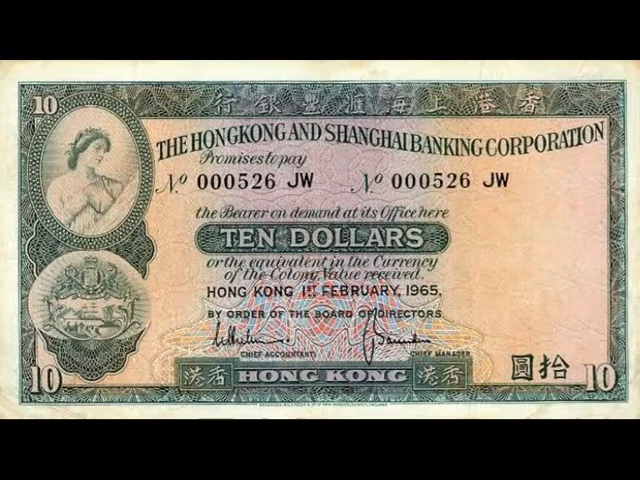 10
行銀豐滙海上港香
THE HONGKONG AND SHANGHAI BANKING CORPORATION
Promises to pay
No 000526 JW No 000526 JW
the Bearer on demand at its Office here
TEN DOLLARS
or the equivalent in the Currency
of the Colony, Value received.
HONG KONG 1ST FEBRUARY, 1965,
BY ORDER OF THE BOARD OF DIRECTORS
CHIEF ACCOUNTANT CHIEF MANAGER
10 港香 HONG KONG 港香 圓拾 10